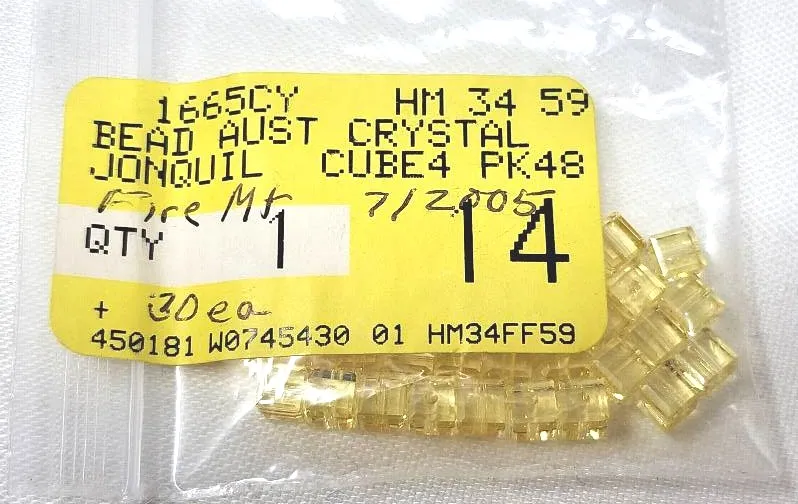 1665CY HM 34 59
BEAD AUST CRYSTAL
JONQUIL CUBE4 PK48
Fire Mt 7/2005
QTY 1 14
+ 30ea
450181 W0745430 01 HM34FF59